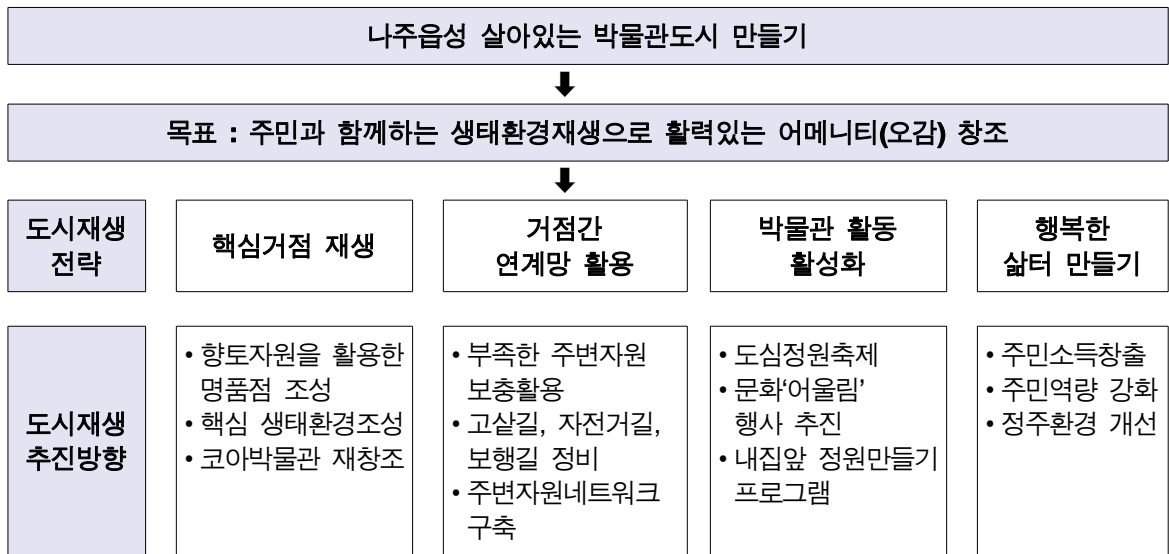 나주읍성 살아있는 박물관도시 만들기
목표 : 주민과 함께하는 생태환경재생으로 활력있는 어메니티(오감) 창조
도시재생
전략
핵심거점 재생
거점간
연계망 활용
박물관 활동
활성화
행복한
삶터 만들기
도시재생
추진방향
• 향토자원을 활용한
명품점 조성
• 핵심 생태환경조성
• 코아박물관 재창조
• 부족한 주변자원
보충활용
• 고샅길, 자전거길,
보행길 정비
• 주변자원네트워크
구축
• 도심정원축제
• 문화‘어울림’
행사 추진
• 내집앞 정원만들기
프로그램
• 주민소득창출
• 주민역량 강화
• 정주환경 개선